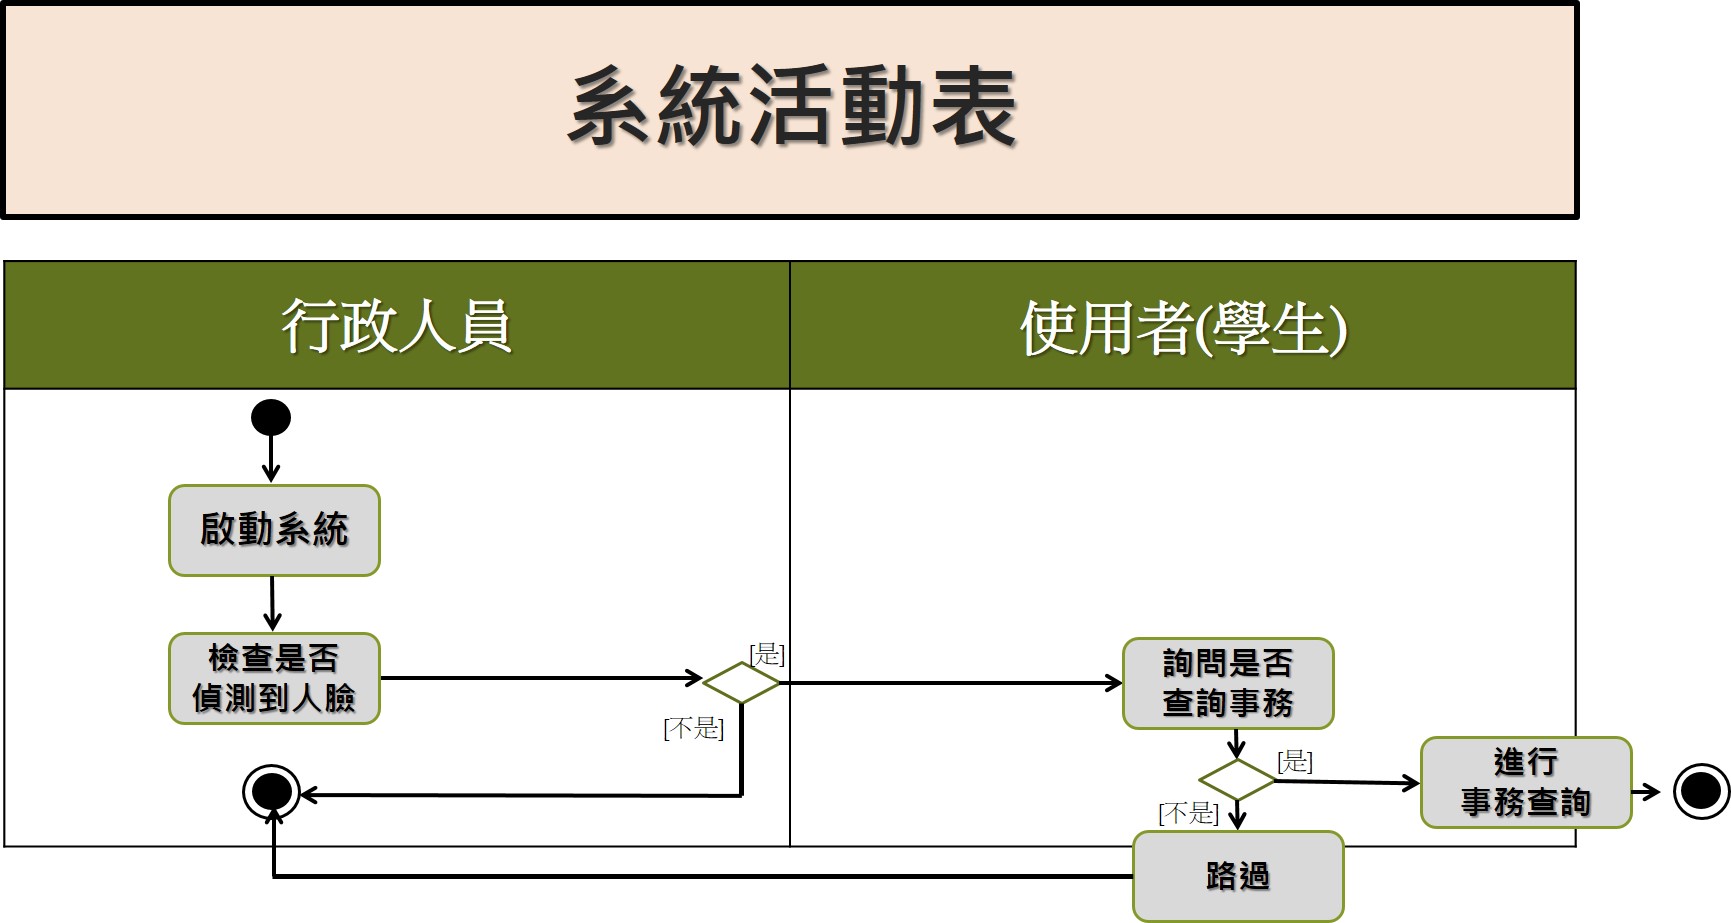 系統活動表
行政人員
使用者(學生)
啟動系統
檢查是否
偵測到人臉
[是]
[不是]
詢問是否
查詢事務
[是]
[不是]
進行
事務查詢
路過